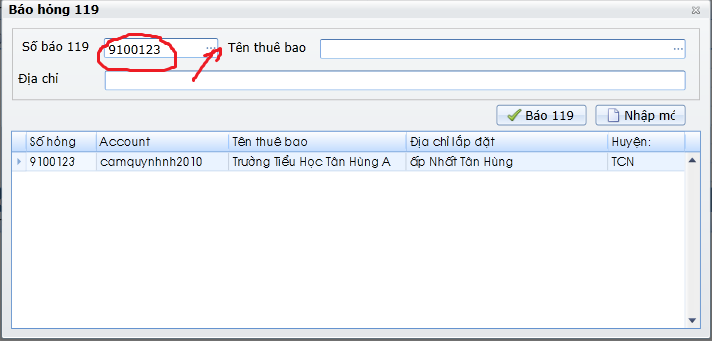 Báo hỏng 119
Số báo 119 9100123 ... Tên thuê bao ...
Địa chỉ
Báo 119 Nhập mớ
Số hỏng Account Tên thuê bao Địa chỉ lắp đặt Huyện:
9100123 camquynhnh2010 Trường Tiểu Học Tân Hùng A ấp Nhất Tân Hùng TCN